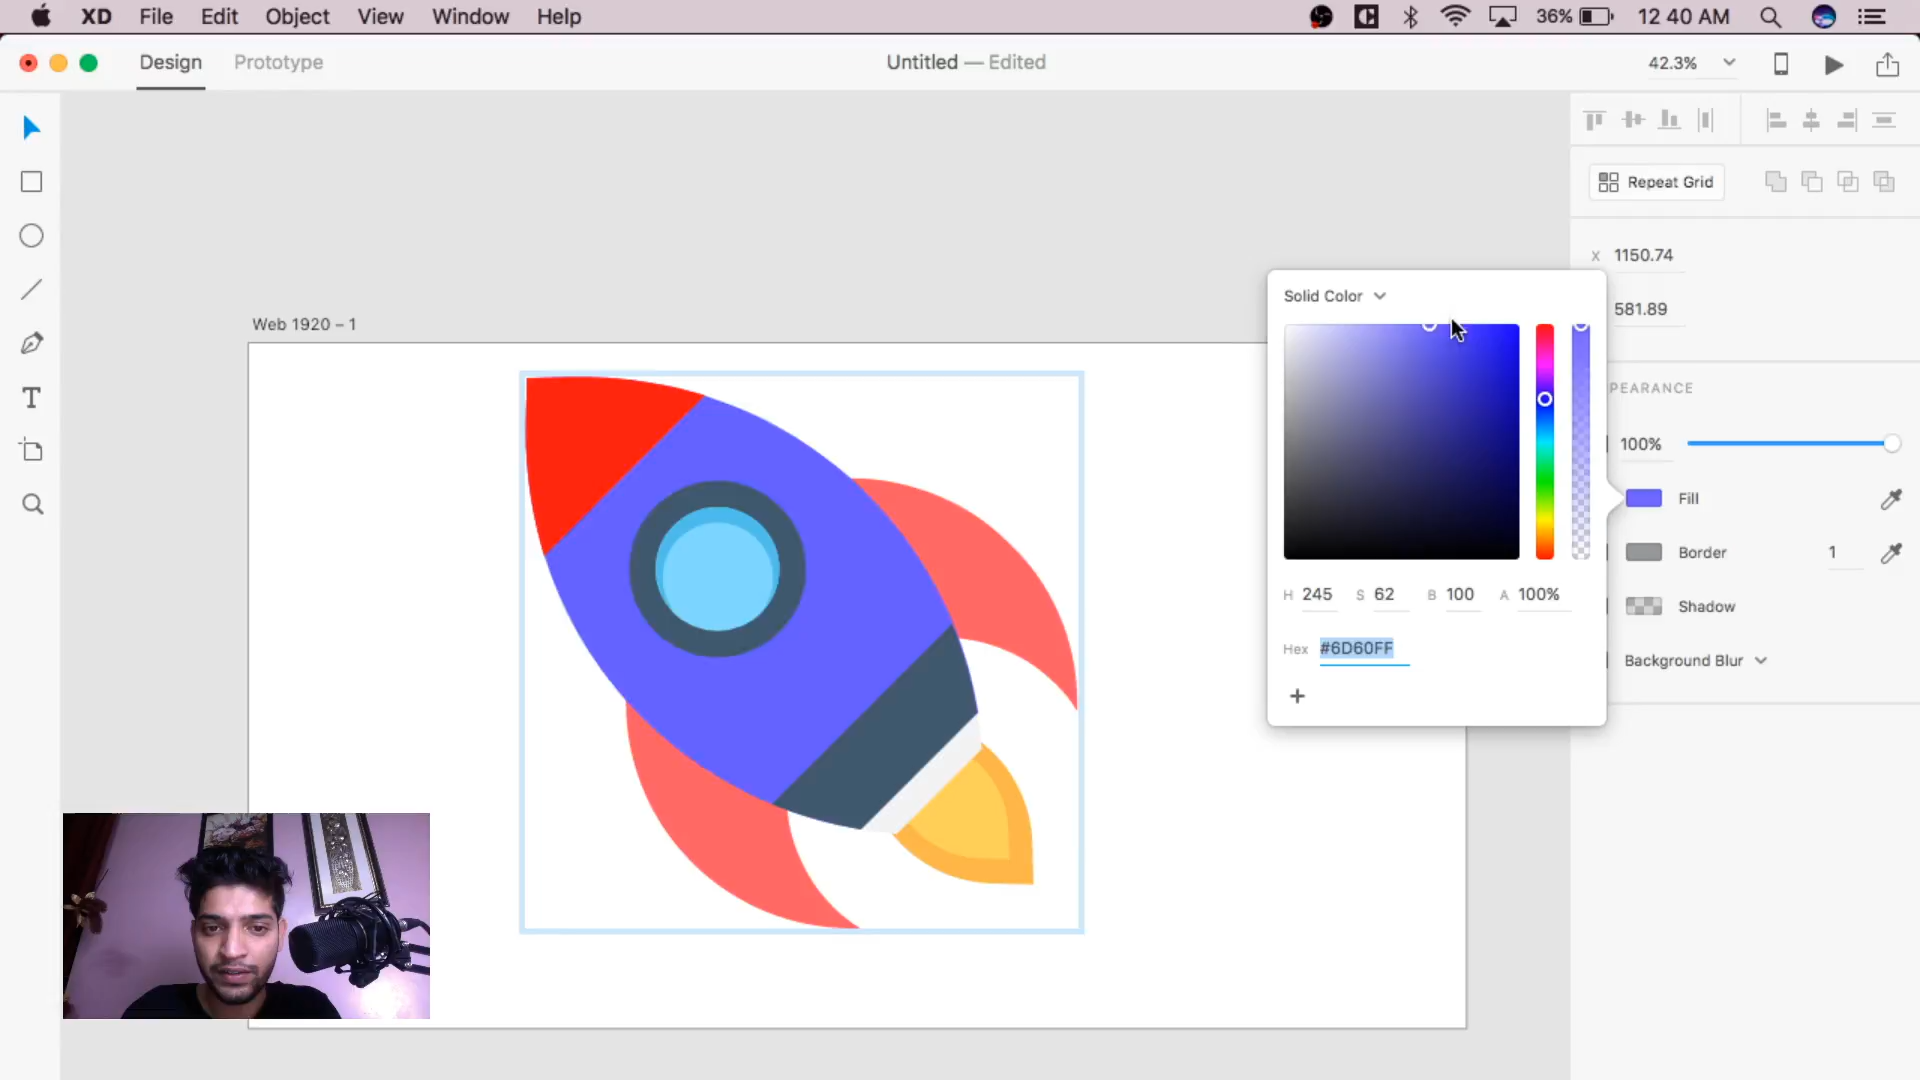 XD File Edit Object View Window Help 36% 12 40 AM
Design Prototype Untitled — Edited 42.3%
Repeat Grid
X 1150.74
Solid Color
581.89
Web 1920 – 1
PEARANCE
100%
Fill
Border 1
H 245 S 62 B 100 A 100%
Shadow
Hex #6D60FF
Background Blur
T